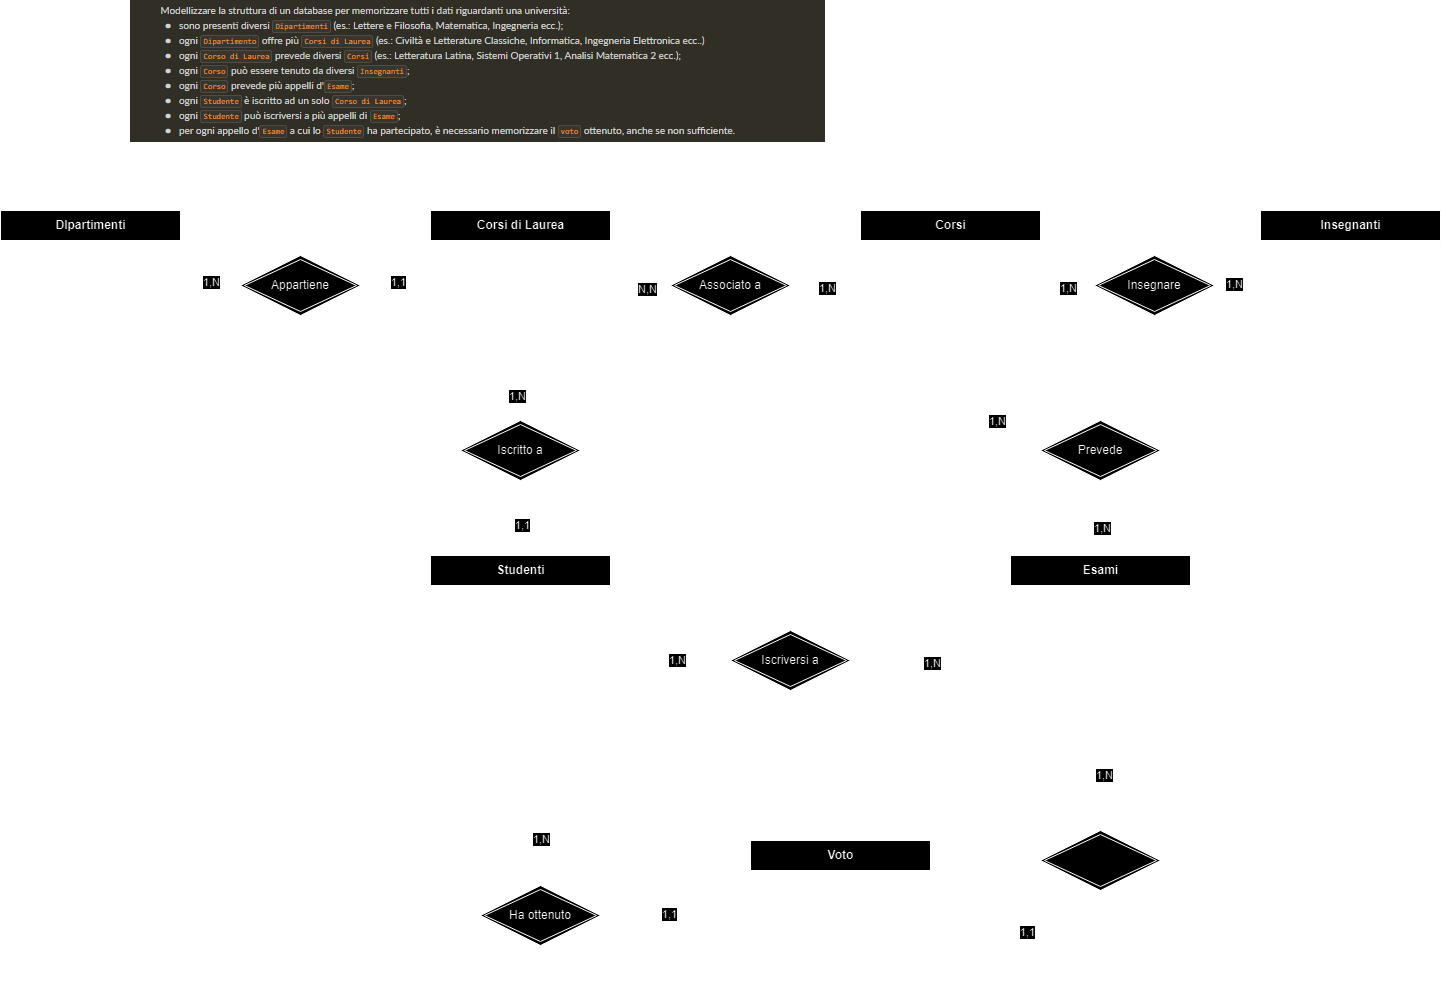 Modellizzare la struttura di un database per memorizzare tutti i dati riguardanti una università:
sono presenti diversi Dipartimenti (es.: Lettere e Filosofia, Matematica, Ingegneria ecc.);
ogni Dipartimento offre più Corsi di Laurea (es.: Civiltà e Letterature Classiche, Informatica, Ingegneria Elettronica ecc..)
ogni Corso di Laurea prevede diversi Corsi (es.: Letteratura Latina, Sistemi Operativi 1, Analisi Matematica 2 ecc.);
ogni Corso può essere tenuto da diversi Insegnanti;
ogni Corso prevede più appelli d'Esame;
ogni Studente è iscritto ad un solo Corso di Laurea;
ogni Studente può iscriversi a più appelli di Esame;
per ogni appello d'Esame a cui lo Studente ha partecipato, è necessario memorizzare il voto ottenuto, anche se non sufficiente.
DIpartimenti
Corsi di Laurea
Corsi
Insegnanti
1,N
Appartiene
1,1
N,N
Associato a
1,N
1,N
Insegnare
1,N
1,N
1,N
Iscritto a
Prevede
1,1
1,N
Studenti
Esami
1,N
Iscriversi a
1,N
1,N
1,N
Voto
Ha ottenuto
1,1
1,1